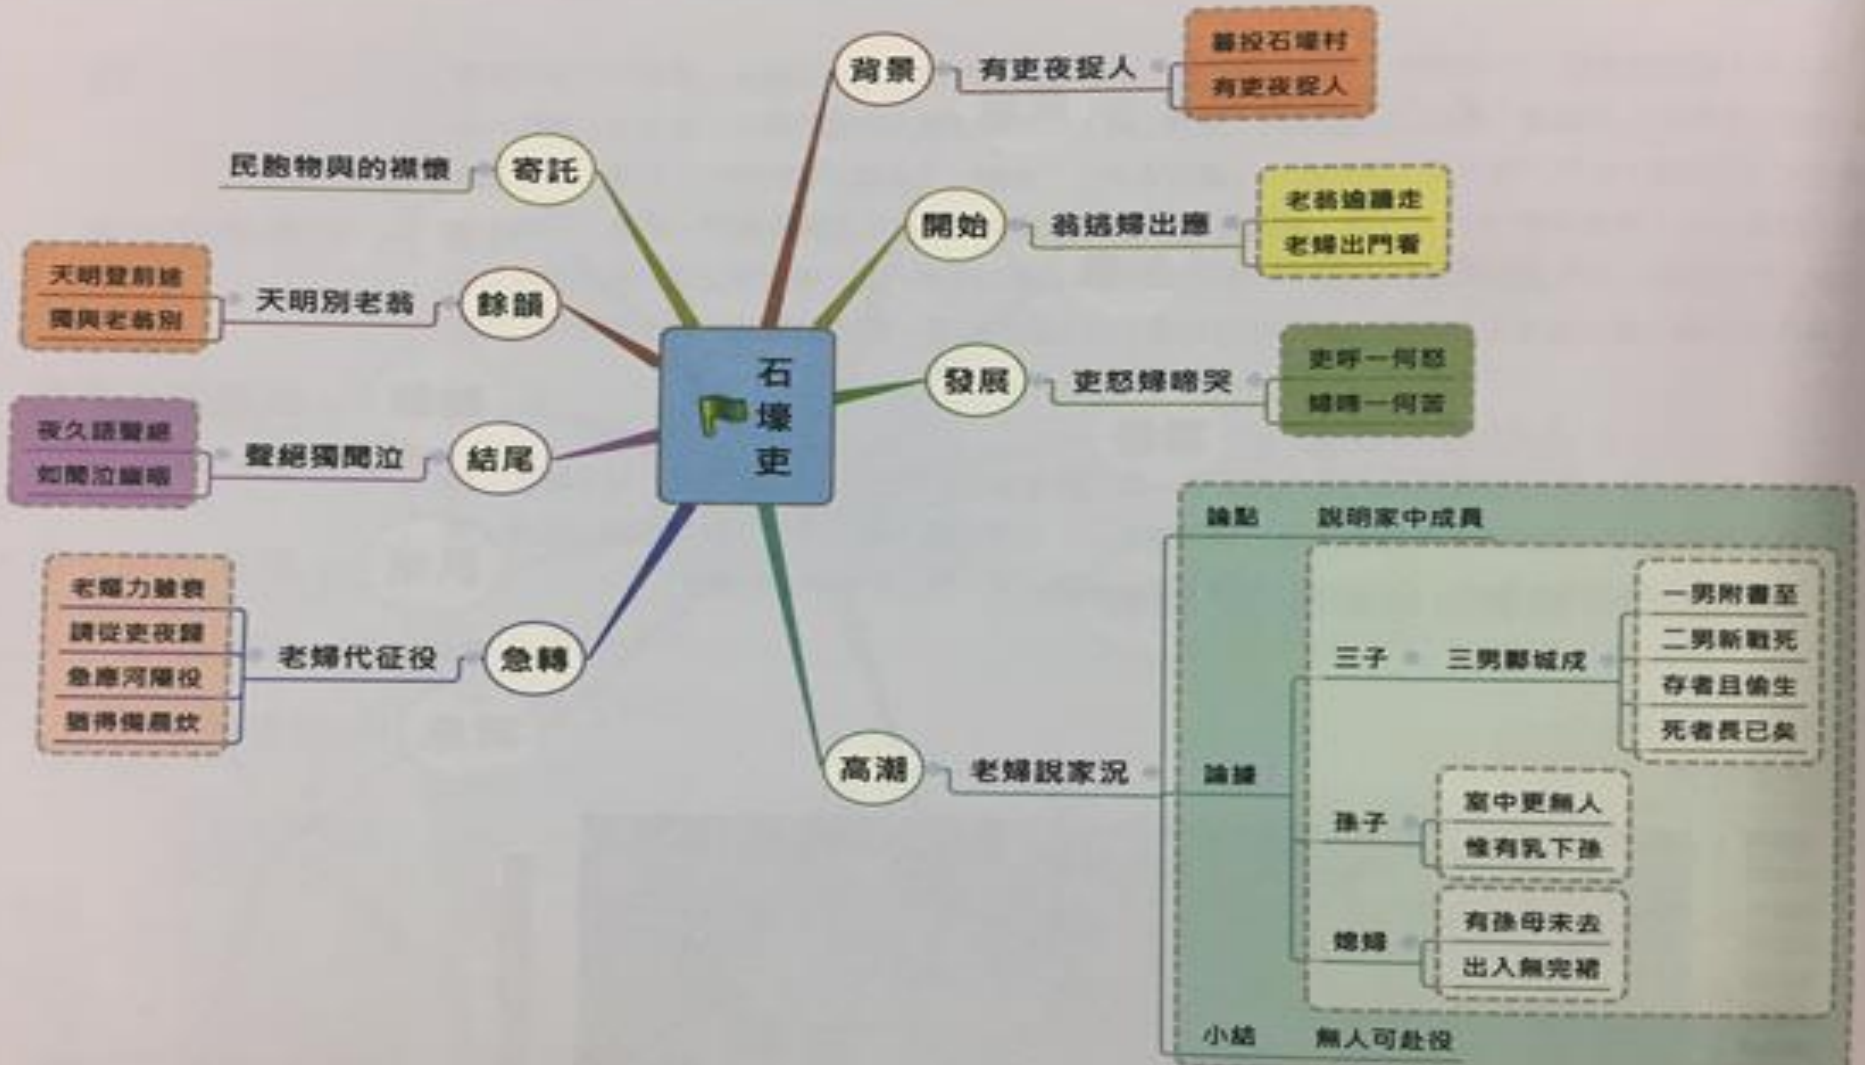 石壕吏
背景
有吏夜捉人
暮投石壕村
有吏夜捉人
開始
翁逃婦出應
老翁逾牆走
老婦出門看
發展
吏怒婦啼哭
吏呼一何怒
婦啼一何苦
高潮
老婦說家況
論點
說明家中成員
論據
三子
三男鄴城戍
一男附書至
二男新戰死
存者且偷生
死者長已矣
孫子
室中更無人
惟有乳下孫
媳婦
有孫母未去
出入無完裙
小結
無人可赴役
急轉
老婦代征役
老嫗力雖衰
請從吏夜歸
急應河陽役
猶得備晨炊
結尾
聲絕獨聞泣
夜久語聲絕
如聞泣幽咽
餘韻
天明別老翁
天明登前途
獨與老翁別
寄託
民胞物與的襟懷